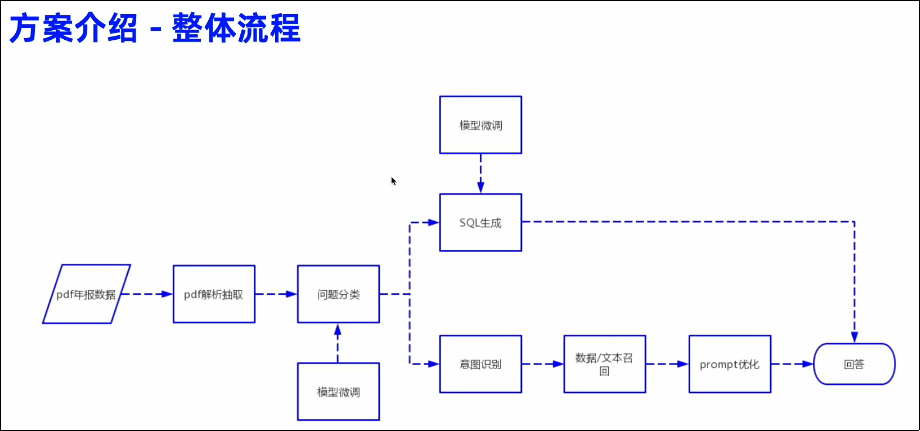 方案介绍 - 整体流程
模型微调
SQL生成
pdf年报数据
pdf解析抽取
问题分类
模型微调
意图识别
数据/文本召
回
prompt优化
回答